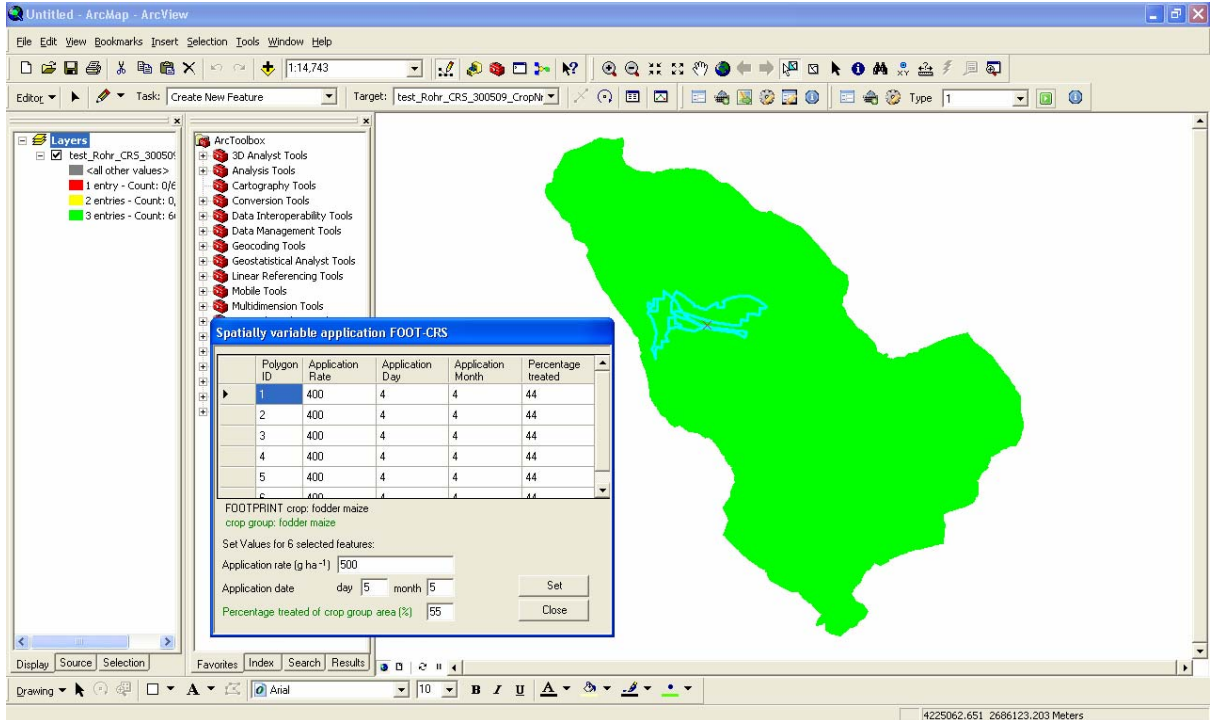 Untitled - ArcMap - ArcView
File Edit View Bookmarks Insert Selection Tools Window Help
1:14,743
Editor Task: Create New Feature Target: test_Rohr_CRS_300509_CropNr Type 1
Layers
test_Rohr_CRS_300509
<all other values>
1 entry - Count: 0/6
2 entries - Count: 0,
3 entries - Count: 6
ArcToolbox
3D Analyst Tools
Analysis Tools
Cartography Tools
Conversion Tools
Data Interoperability Tools
Data Management Tools
Geocoding Tools
Geostatistical Analyst Tools
Linear Referencing Tools
Mobile Tools
Multidimension Tools
Spatially variable application FOOT-CRS
Polygon ID Application Rate Application Day Application Month Percentage treated
1 400 4 4 44
2 400 4 4 44
3 400 4 4 44
4 400 4 4 44
5 400 4 4 44
6 400 4 4 44
FOOTPRINT crop: fodder maize
crop group: fodder maize
Set Values for 6 selected features:
Application rate (g ha⁻¹) 500
Application date day 5 month 5 Set
Percentage treated of crop group area (%) 55 Close
Display Source Selection
Favorites Index Search Results
Drawing A Arial 10 B I U A
4225062.651 2686123.203 Meters